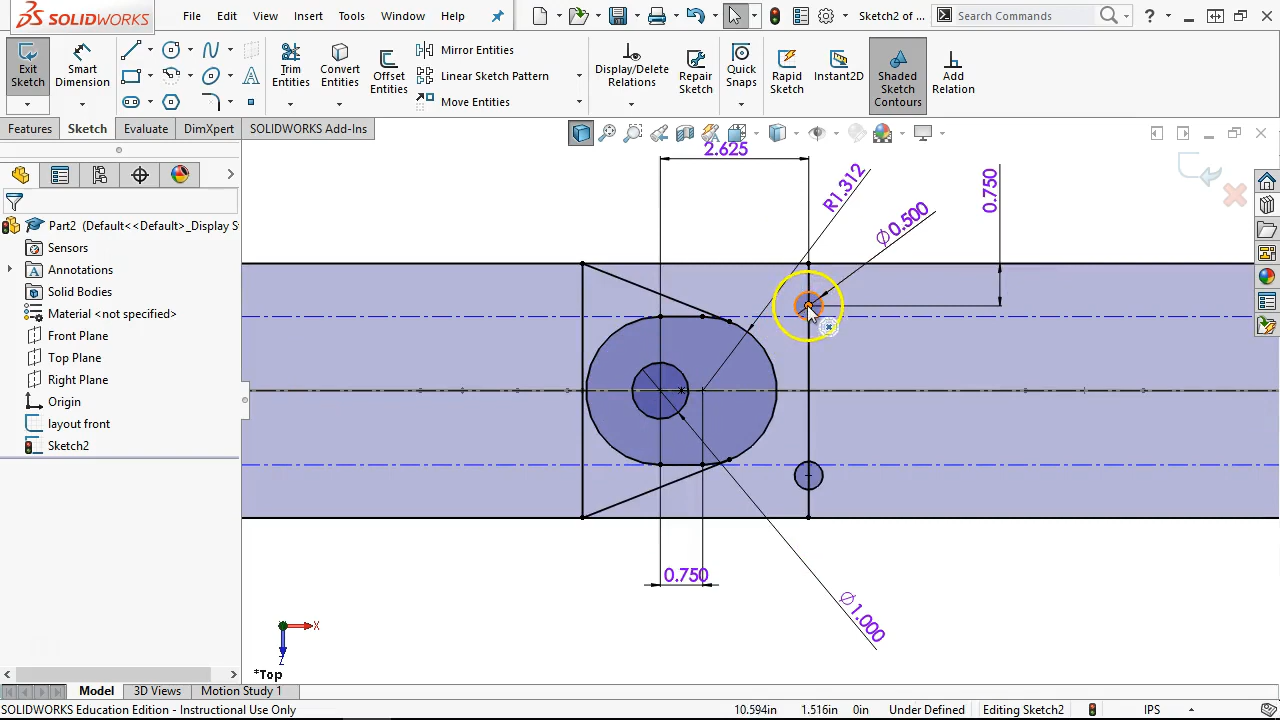 SOLIDWORKS
File Edit View Insert Tools Window Help
Sketch2 of ...
Search Commands
Exit Sketch
Smart Dimension
Trim Entities
Convert Entities
Offset Entities
Mirror Entities
Linear Sketch Pattern
Move Entities
Display/Delete Relations
Repair Sketch
Quick Snaps
Rapid Sketch
Instant2D
Shaded Sketch Contours
Add Relation
Features Sketch Evaluate DimXpert SOLIDWORKS Add-Ins
Part2 (Default<<Default>_Display S
Sensors
Annotations
Solid Bodies
Material <not specified>
Front Plane
Top Plane
Right Plane
Origin
layout front
Sketch2
2.625
R1.312
∅0.500
0.750
0.750
∅1.000
X
Z
*Top
Model 3D Views Motion Study 1
SOLIDWORKS Education Edition - Instructional Use Only
10.594in 1.516in 0in Under Defined Editing Sketch2 IPS